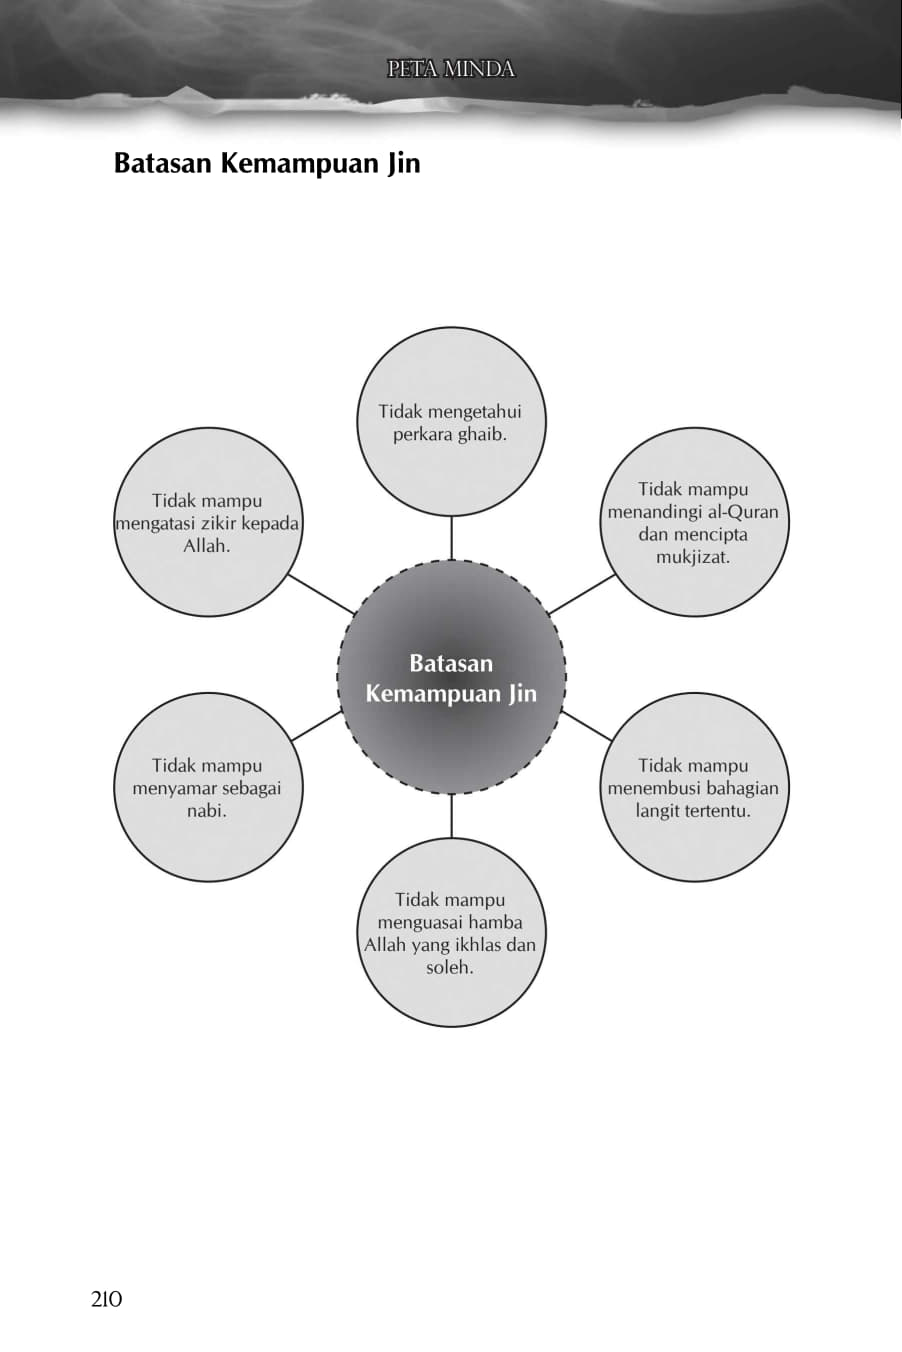 PETA MINDA
Batasan Kemampuan Jin
Tidak mengetahui
perkara ghaib.
Tidak mampu
mengatasi zikir kepada
Allah.
Tidak mampu
menandingi al-Quran
dan mencipta
mukjizat.
Batasan
Kemampuan Jin
Tidak mampu
menyamar sebagai
nabi.
Tidak mampu
menembusi bahagian
langit tertentu.
Tidak mampu
menguasai hamba
Allah yang ikhlas dan
soleh.
210